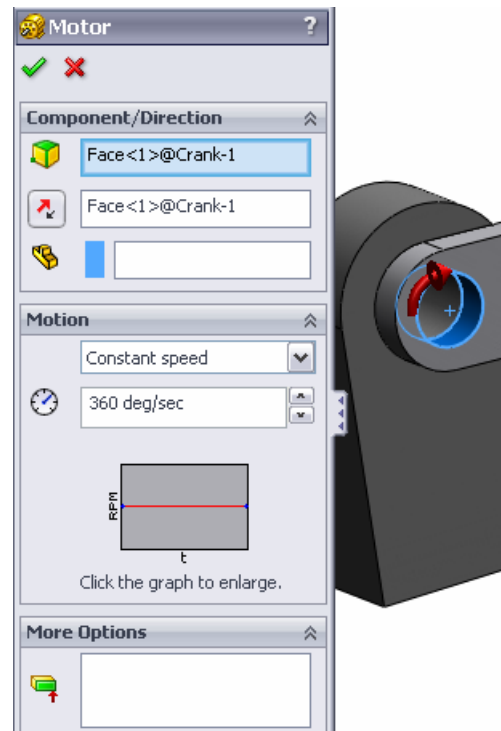 Motor ?
Component/Direction
Face<1>@Crank-1
Face<1>@Crank-1
Motion
Constant speed
360 deg/sec
RPM
t
Click the graph to enlarge.
More Options